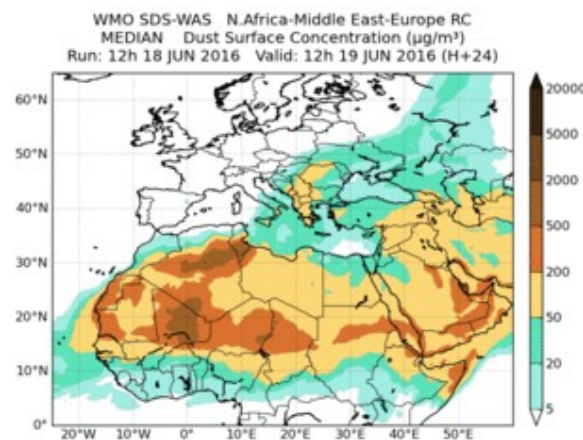 WMO SDS-WAS N.Africa-Middle East-Europe RC
MEDIAN Dust Surface Concentration (µg/m³)
Run: 12h 18 JUN 2016 Valid: 12h 19 JUN 2016 (H+24)
60°N
50°N
40°N
30°N
20°N
10°N
0°
20°W
10°W
0°
10°E
20°E
30°E
40°E
50°E
20000
5000
2000
500
200
50
20
5